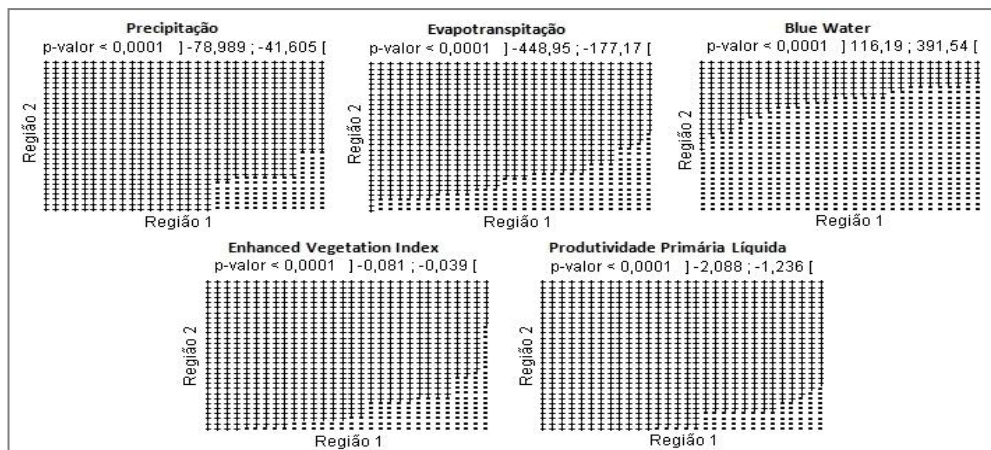 Precipitação
p-valor < 0,0001 ]-78,989 ; -41,605 [
Região 2
Região 1
Evapotranspitação
p-valor < 0,0001 ]-448,95 ; -177,17 [
Região 2
Região 1
Blue Water
p-valor < 0,0001 ] 116,19 ; 391,54 [
Região 2
Região 1
Enhanced Vegetation Index
p-valor < 0,0001 ]-0,081 ; -0,039 [
Região 2
Região 1
Produtividade Primária Líquida
p-valor < 0,0001 ]-2,088 ; -1,236 [
Região 2
Região 1